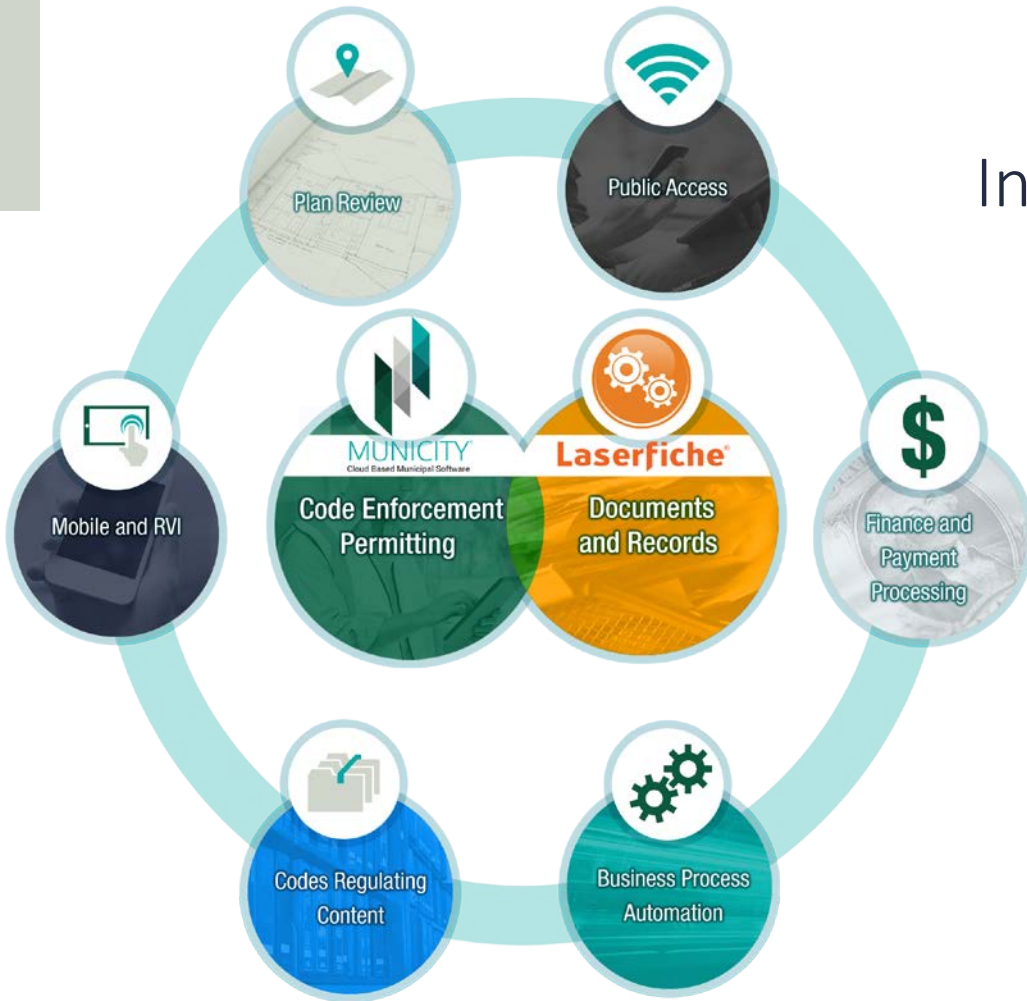 In
Plan Review
Public Access
MUNICITY
Cloud Based Municipal Software
Code Enforcement
Permitting
Laserfiche®
Documents
and Records
Mobile and RVI
$
Finance and
Payment
Processing
Codes Regulating
Content
Business Process
Automation